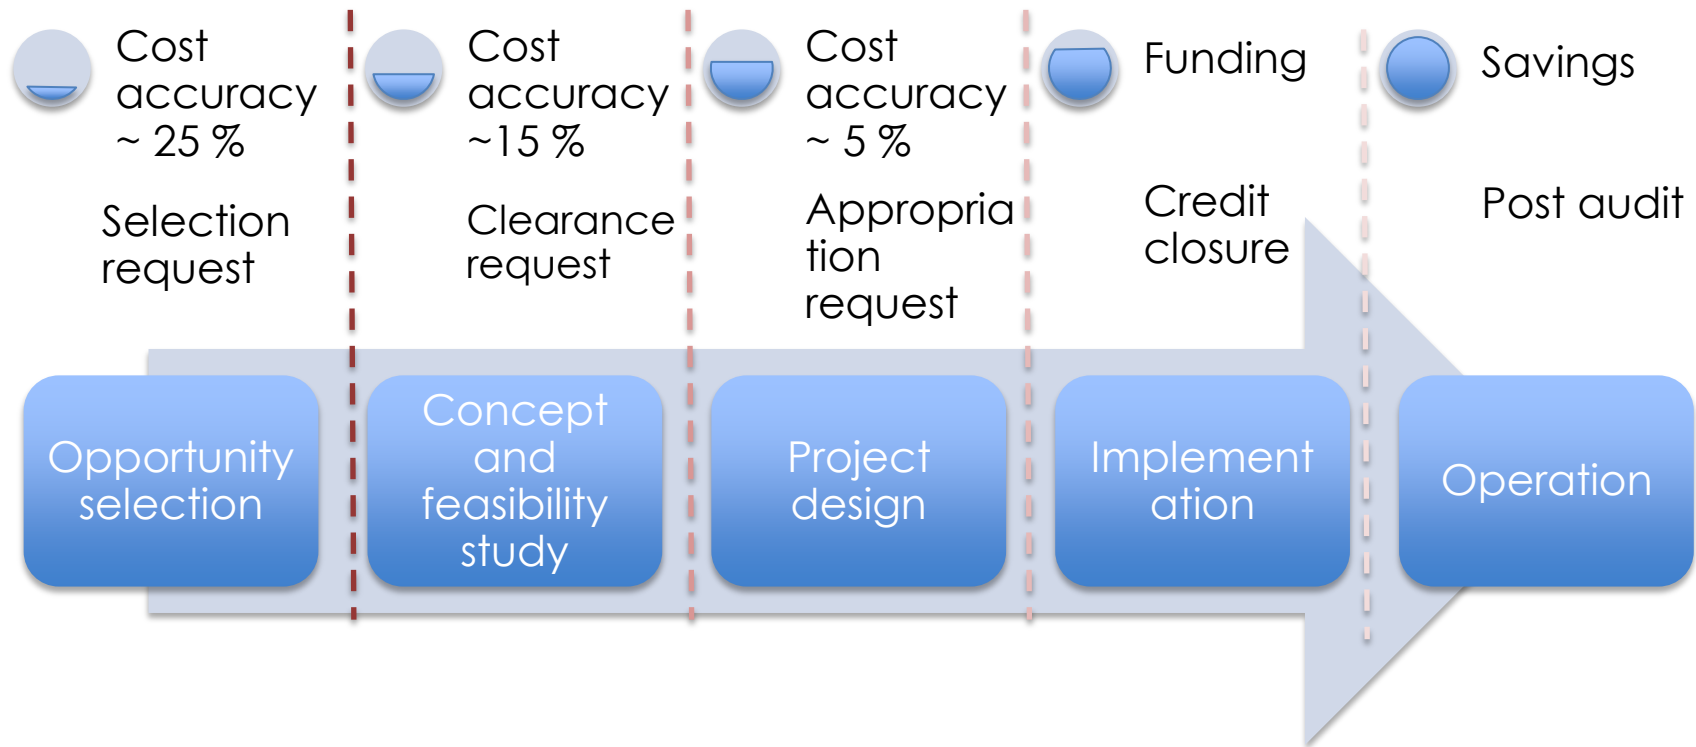 Cost
accuracy
~ 25 %
Selection
request
Cost
accuracy
~15 %
Clearance
request
Cost
accuracy
~ 5 %
Appropria
tion
request
Funding
Credit
closure
Savings
Post audit
Opportunity
selection
Concept
and
feasibility
study
Project
design
Implement
ation
Operation